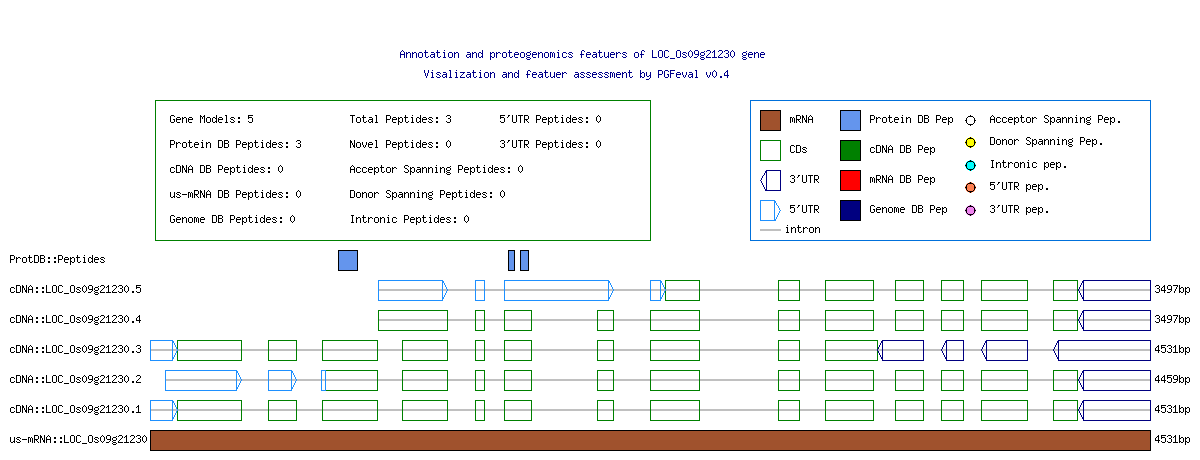 Annotation and proteogenomics featuers of LOC_Os09g21230 gene
Visalization and featuer assessment by PGFeval v0.4
Gene Models: 5 Total Peptides: 3 5'UTR Peptides: 0
Protein DB Peptides: 3 Novel Peptides: 0 3'UTR Peptides: 0
cDNA DB Peptides: 0 Acceptor Spanning Peptides: 0
us-mRNA DB Peptides: 0 Donor Spanning Peptides: 0
Genome DB Peptides: 0 Intronic Peptides: 0
mRNA Protein DB Pep Acceptor Spanning Pep.
CDs cDNA DB Pep Donor Spanning Pep.
3'UTR mRNA DB Pep Intronic pep.
5'UTR Genome DB Pep 5'UTR pep.
intron 3'UTR pep.
ProtDB::Peptides
cDNA::LOC_Os09g21230.5 3497bp
cDNA::LOC_Os09g21230.4 3497bp
cDNA::LOC_Os09g21230.3 4531bp
cDNA::LOC_Os09g21230.2 4459bp
cDNA::LOC_Os09g21230.1 4531bp
us-mRNA::LOC_Os09g21230 4531bp